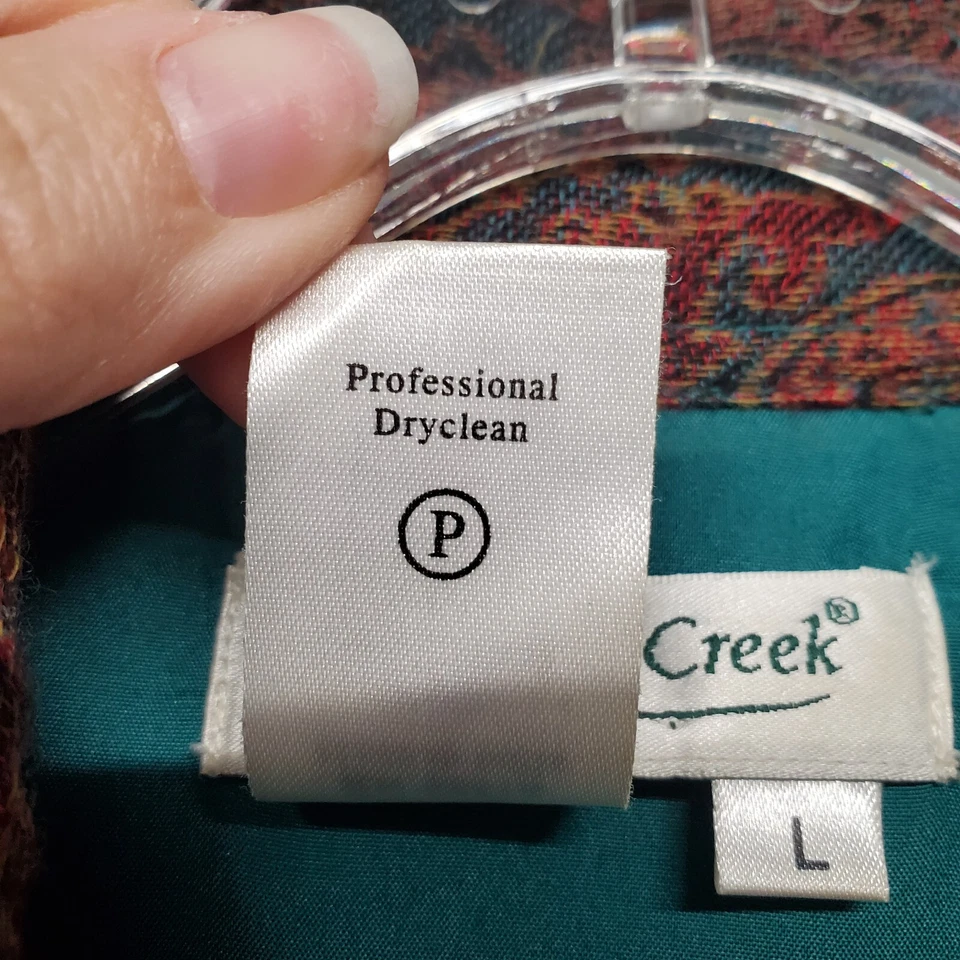 Professional
Dryclean
P
Creek®
L